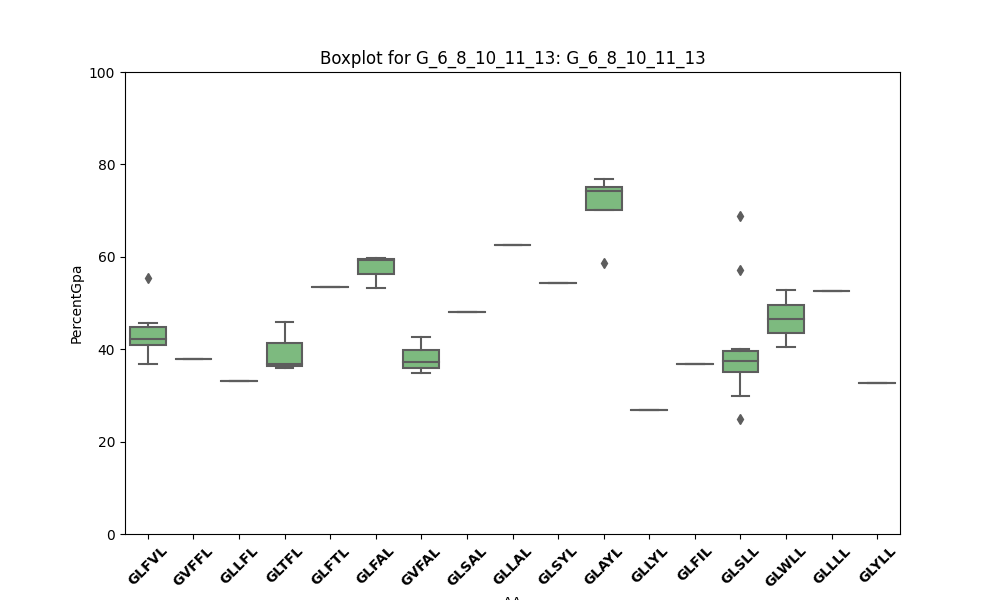 Boxplot for G_6_8_10_11_13: G_6_8_10_11_13
100
80
60
40
20
0
PercentGpa
GLFVL
GVFFL
GLLFL
GLTFL
GLFTL
GLFAL
GVFAL
GLSAL
GLLAL
GLSYL
GLAYL
GLLYL
GLFIL
GLSLL
GLWLL
GLLLL
GLYLL